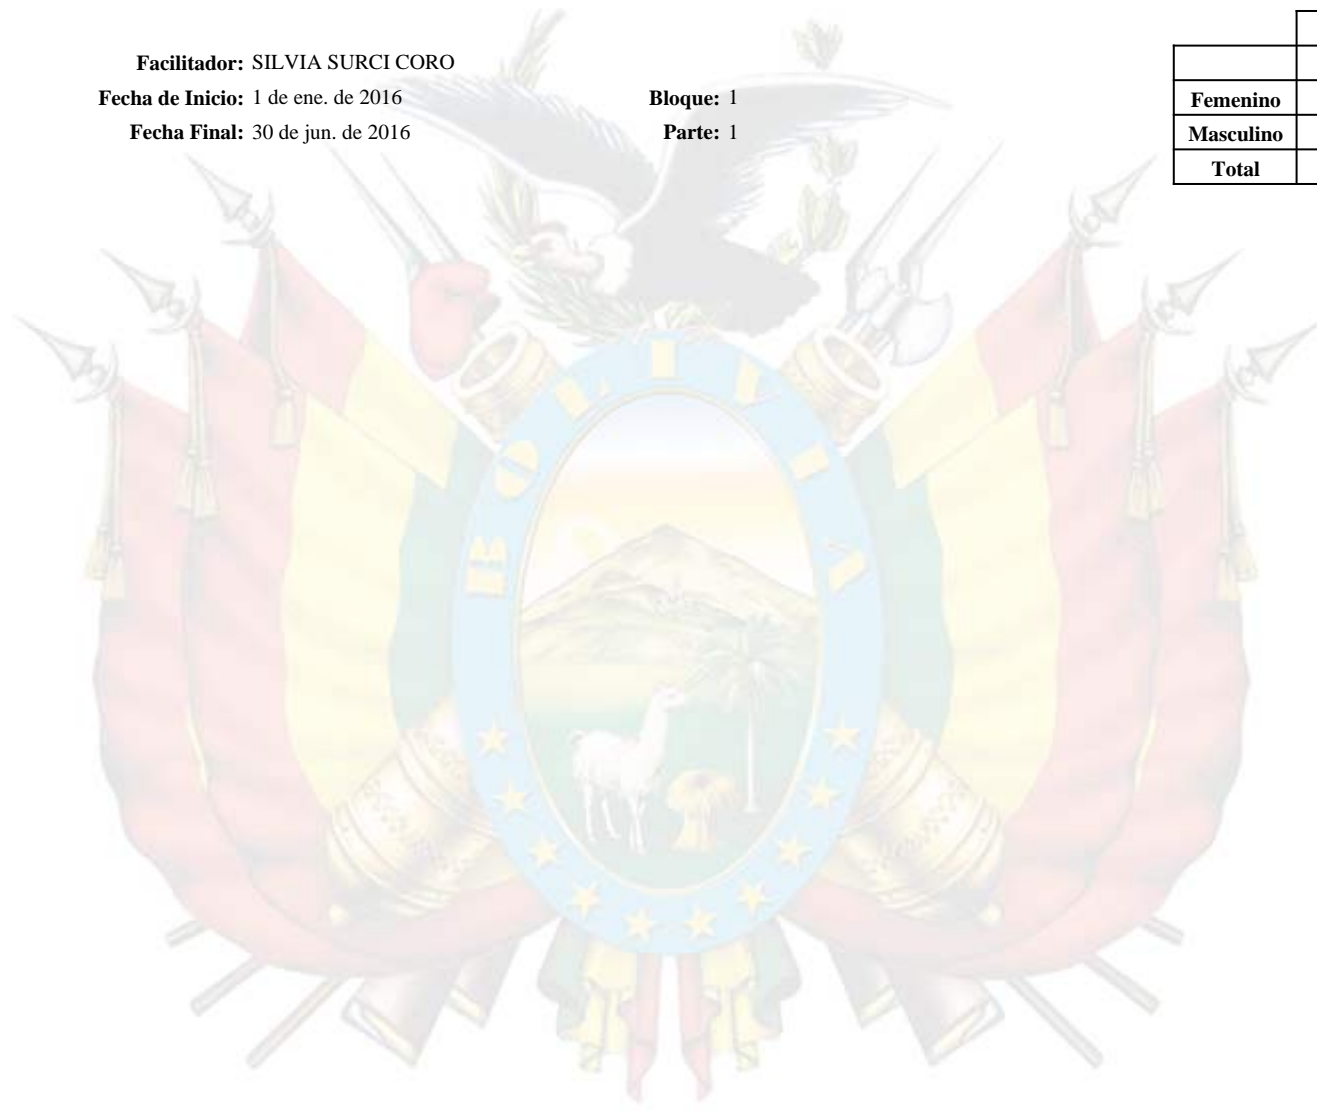 Facilitador: SILVIA SURCI CORO
Fecha de Inicio: 1 de ene. de 2016 Bloque: 1
Fecha Final: 30 de jun. de 2016 Parte: 1
Femenino
Masculino
Total
BOLIVIA